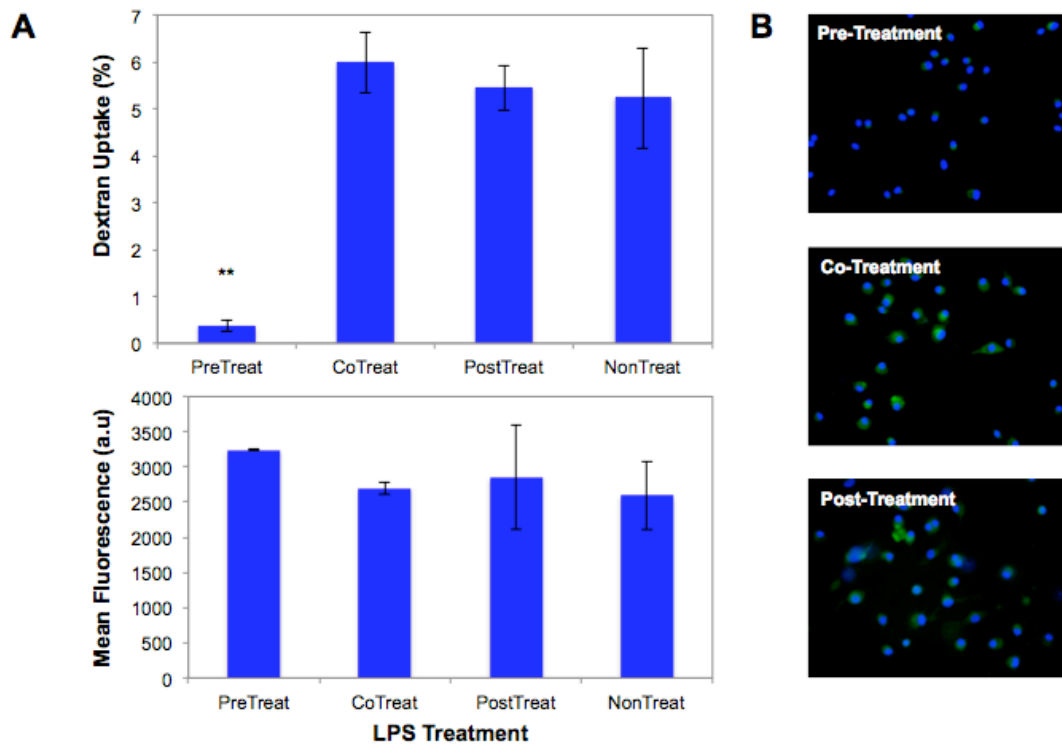 A
Dextran Uptake (%)
7
6
5
4
3
2
1
0
**
PreTreat CoTreat PostTreat NonTreat
Mean Fluorescence (a.u)
4000
3500
3000
2500
2000
1500
1000
500
0
PreTreat CoTreat PostTreat NonTreat
LPS Treatment
B
Pre-Treatment
Co-Treatment
Post-Treatment